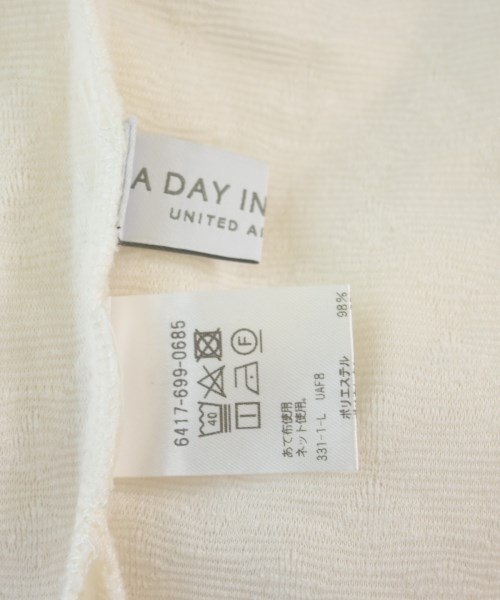 A DAY IN
UNITED A
6417-699-0685
40
F
あて布使用
ネット使用。
331-1-L UAF8
ポリエステル 98%